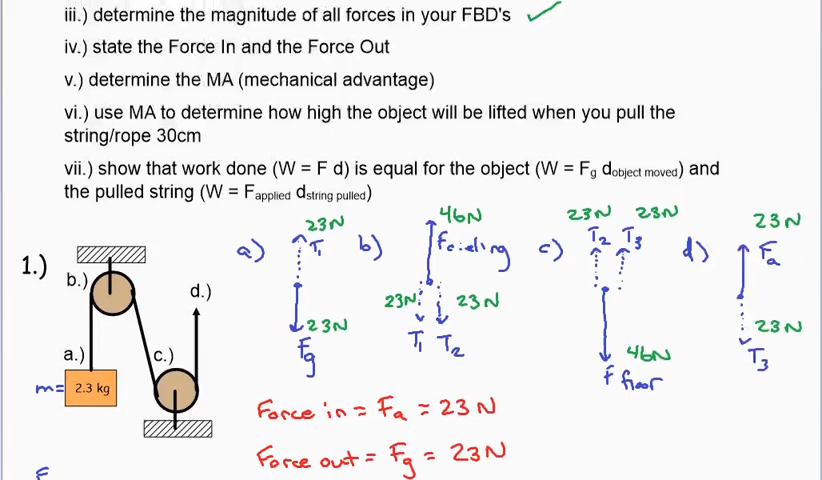 iii.) determine the magnitude of all forces in your FBD's
iv.) state the Force In and the Force Out
v.) determine the MA (mechanical advantage)
vi.) use MA to determine how high the object will be lifted when you pull the
string/rope 30cm
vii.) show that work done (W = F d) is equal for the object (W = Fg dobject moved) and
the pulled string (W = Fapplied dstring pulled)
1.)
b.)
d.)
a.)
c.)
m=
2.3 kg
a)
23N
T1
23N
Fg
b)
46N
Fcieling
23N
23N
T1 T2
c)
23N 23N
T2 T3
46N
F floor
d)
23N
Fa
23N
T3
Force in = Fa = 23 N
Force out = Fg = 23N